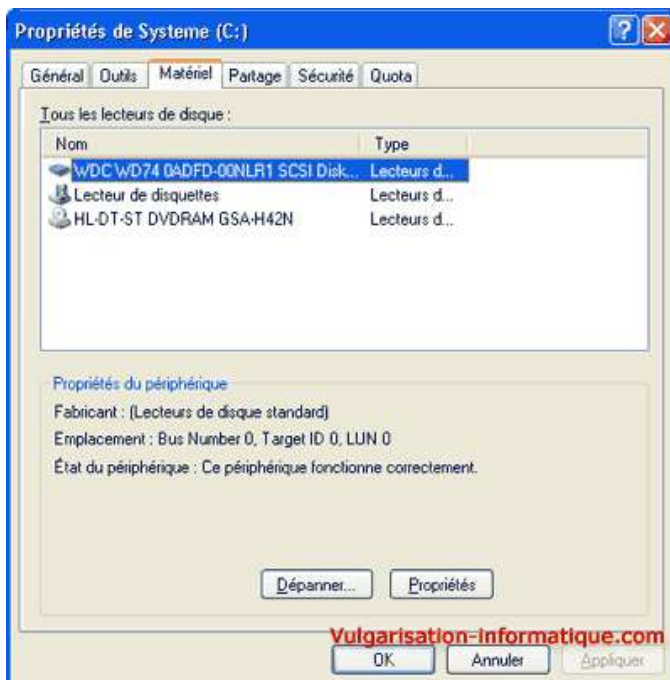 Propriétés de Systeme (C:)
Général Outils Matériel Partage Sécurité Quota
Tous les lecteurs de disque :
Nom Type
WDC WD74 0ADFD-00NLR1 SCSI Disk... Lecteurs d...
Lecteur de disquettes Lecteurs d...
HL-DT-ST DVDRAM GSA-H42N Lecteurs d...
Propriétés du périphérique
Fabricant : (Lecteurs de disque standard)
Emplacement : Bus Number 0, Target ID 0, LUN 0
État du périphérique : Ce périphérique fonctionne correctement.
Dépanner... Propriétés
Vulgarisation-informatique.com
OK Annuler Appliquer